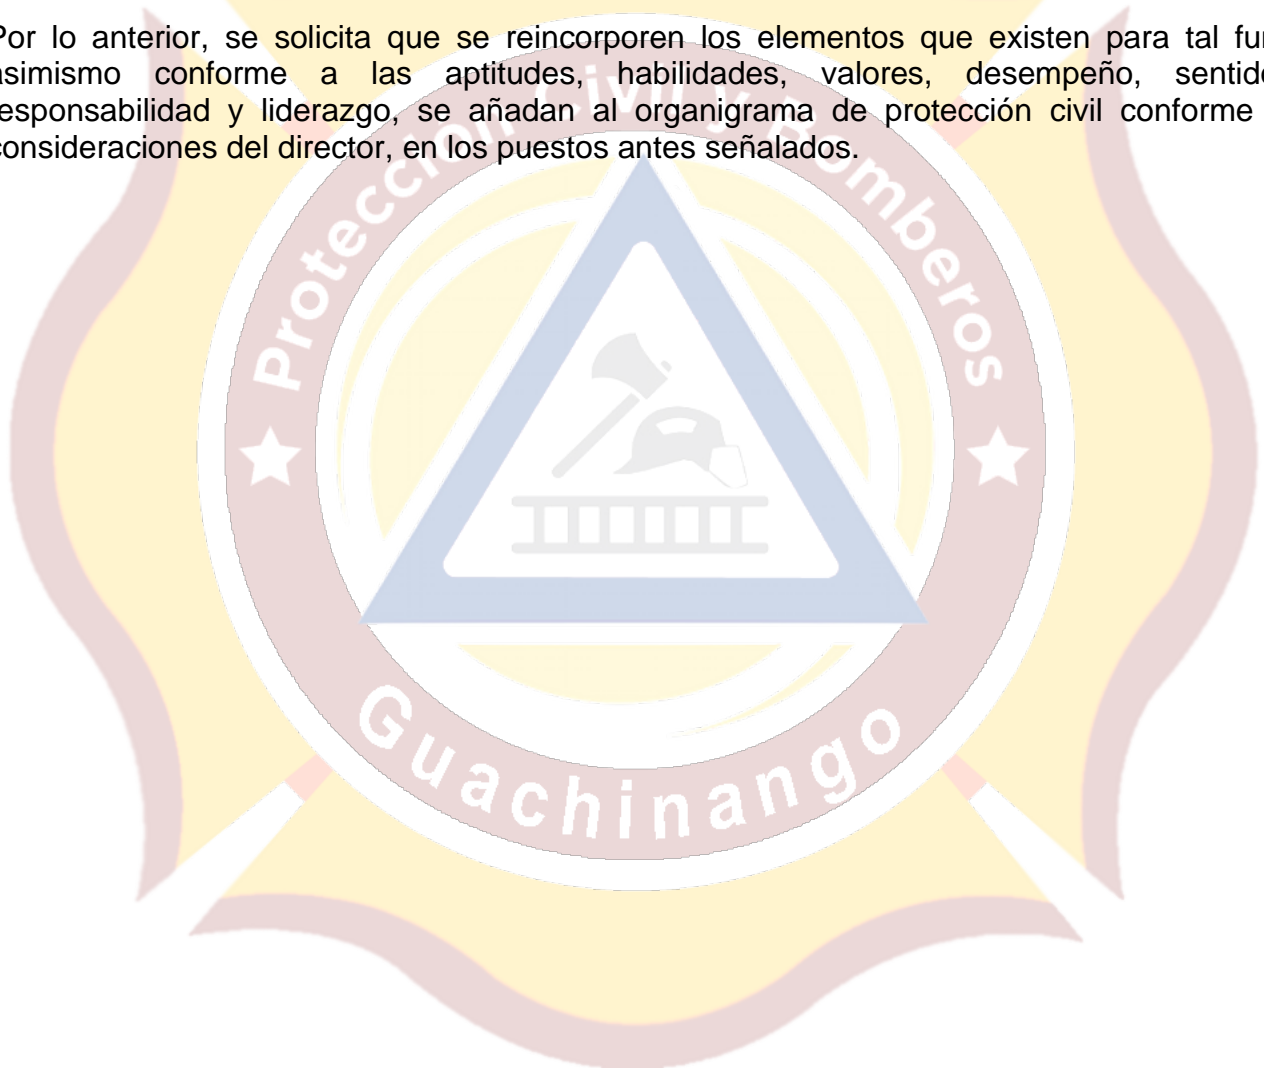 Por lo anterior, se solicita que se reincorporen los elementos que existen para tal fun
asimismo conforme a las aptitudes, habilidades, valores, desempeño, sentid
responsabilidad y liderazgo, se añadan al organigrama de protección civil conforme
consideraciones del director, en los puestos antes señalados.
Protección Civil y Bomberos
Guachinango